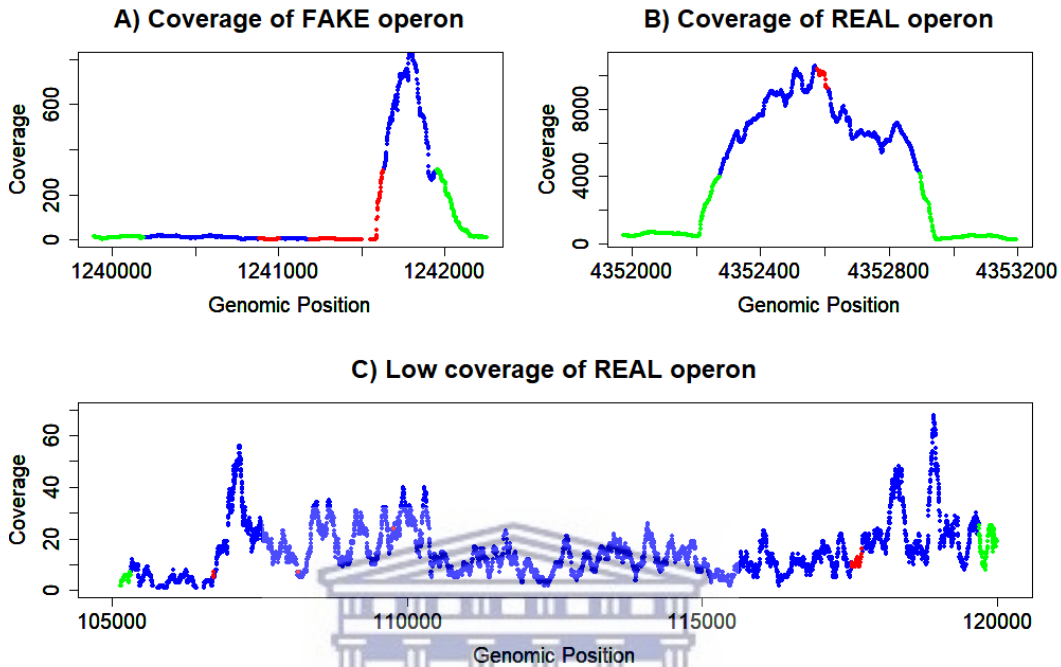 A) Coverage of FAKE operon
Coverage
0 200 600
1240000 1241000 1242000
Genomic Position
B) Coverage of REAL operon
Coverage
0 4000 8000
4352000 4352400 4352800 4353200
Genomic Position
C) Low coverage of REAL operon
Coverage
0 20 40 60
105000 110000 115000 120000
Genomic Position